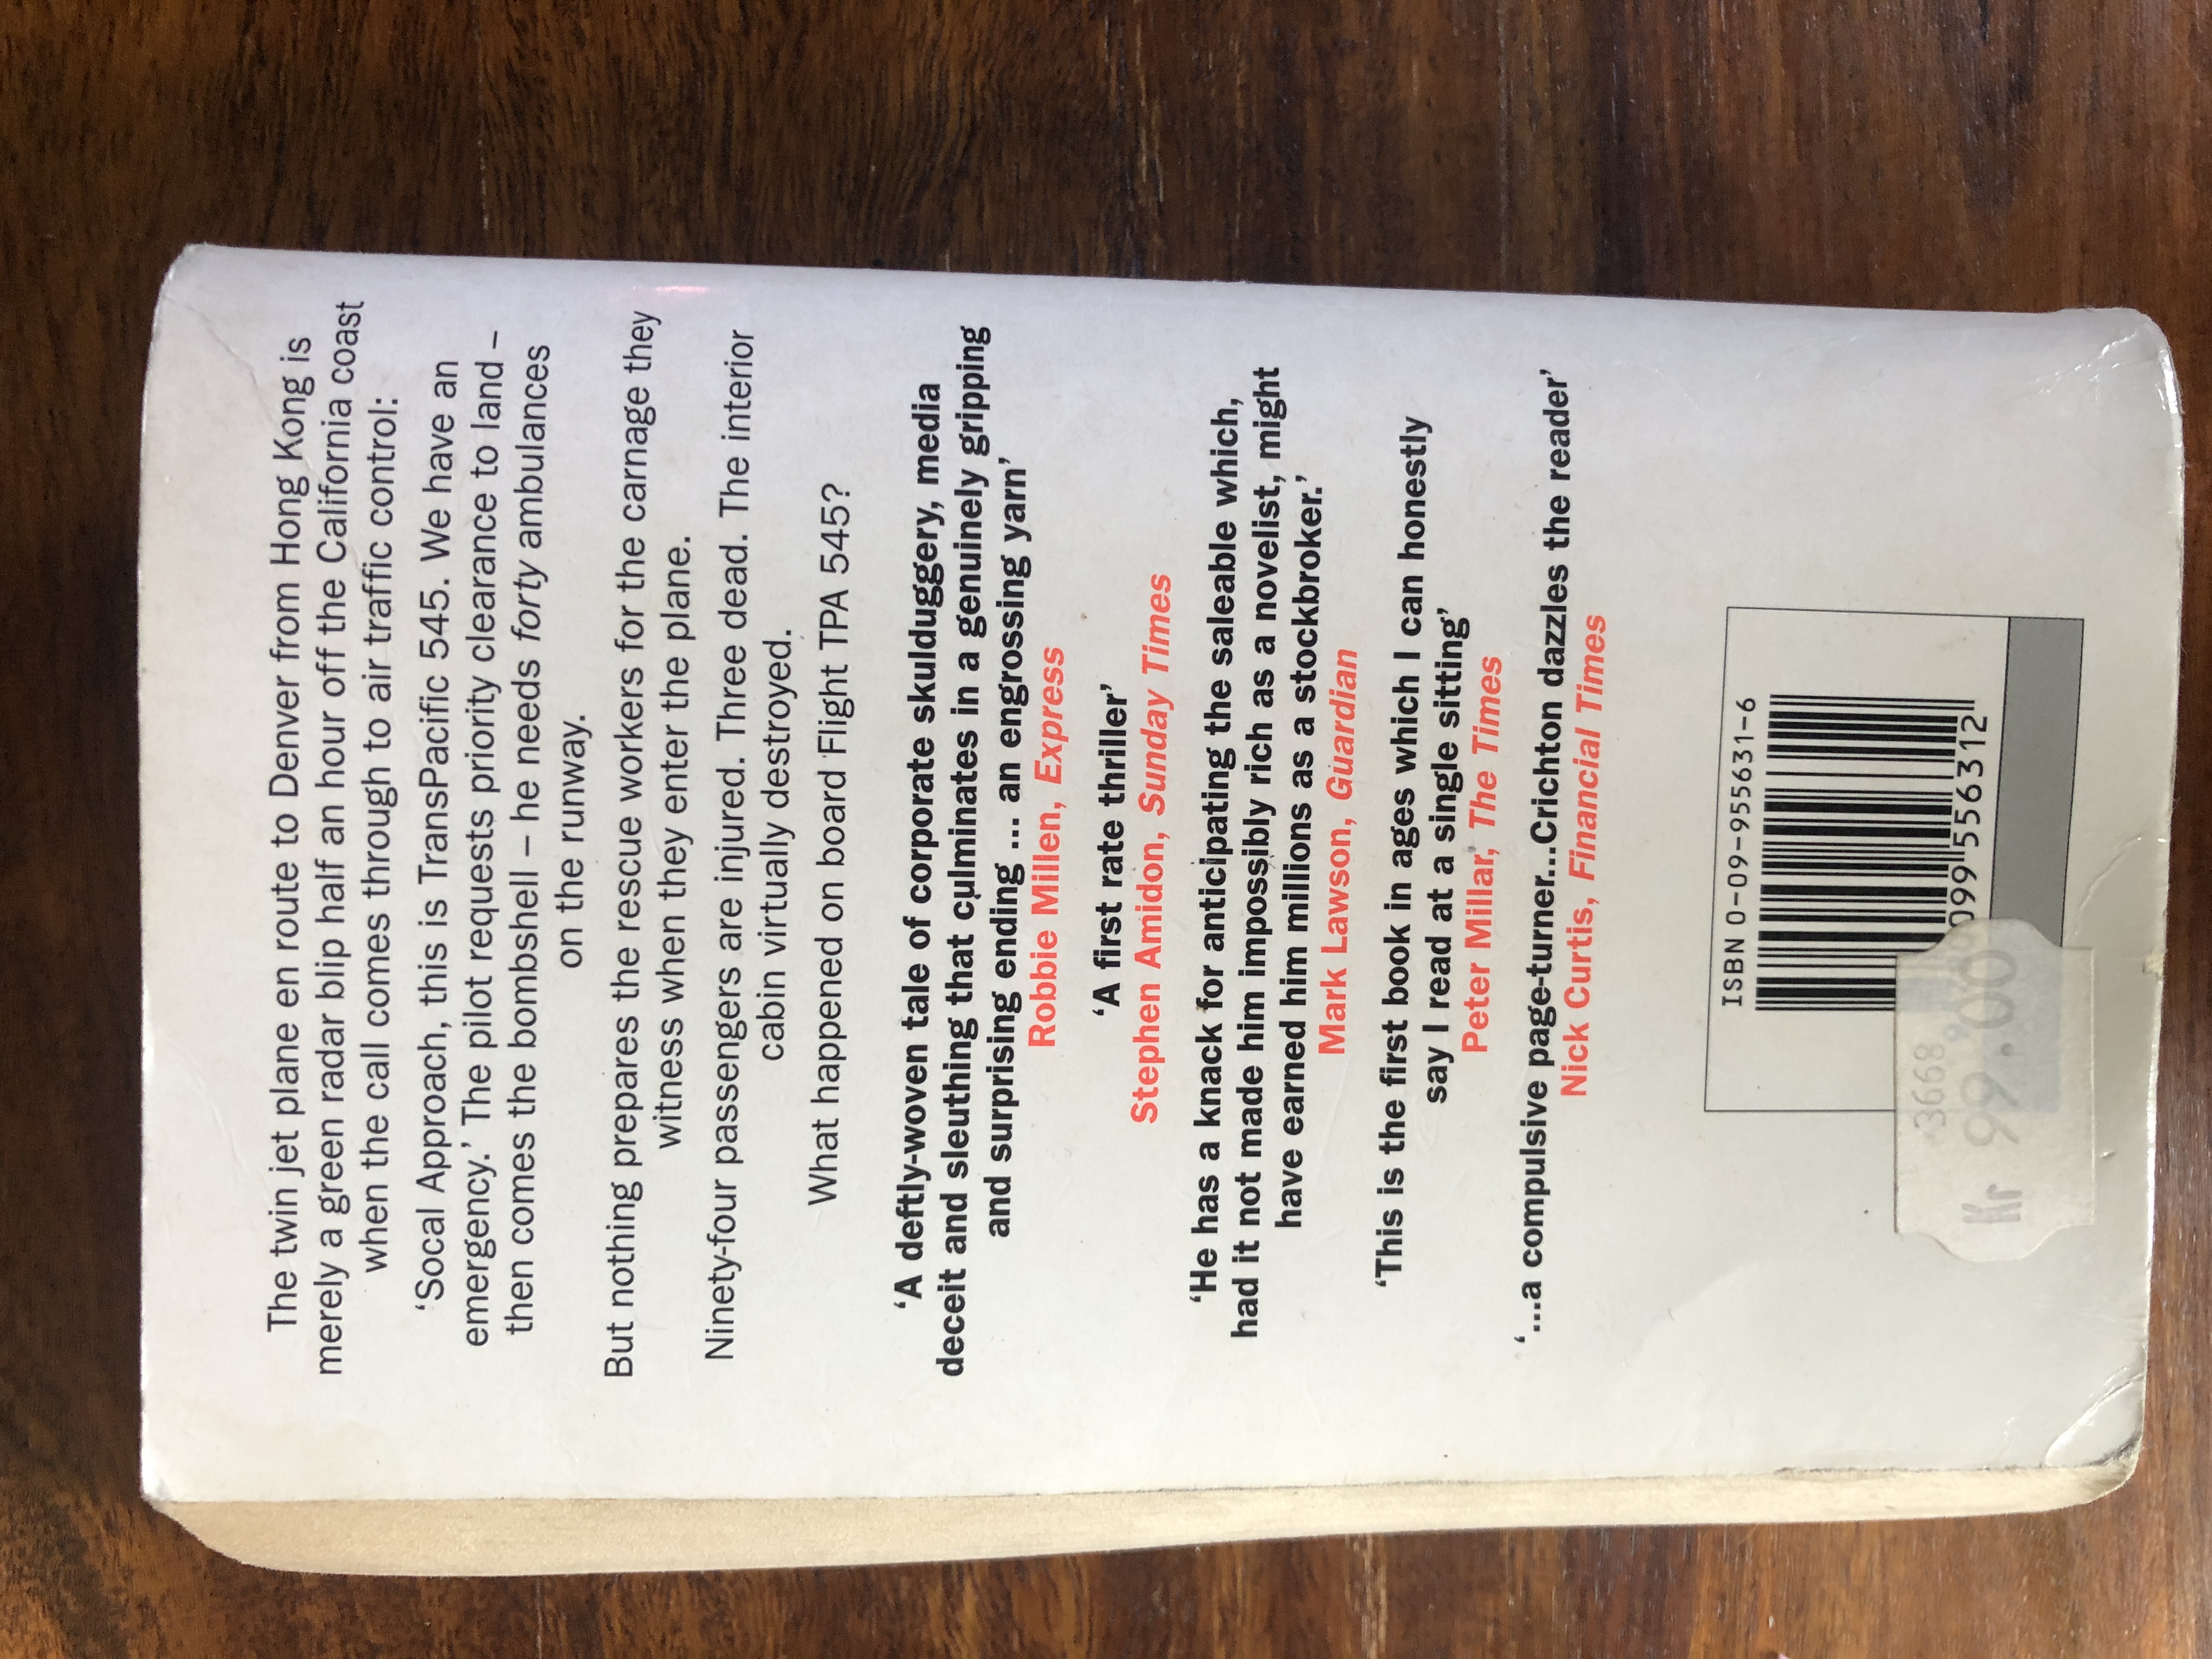 The twin jet plane en route to Denver from Hong Kong is
merely a green radar blip half an hour off the California coast
when the call comes through to air traffic control:
‘Socal Approach, this is TransPacific 545. We have an
emergency.’ The pilot requests priority clearance to land –
then comes the bombshell – he needs forty ambulances
on the runway.
But nothing prepares the rescue workers for the carnage they
witness when they enter the plane.
Ninety-four passengers are injured. Three dead. The interior
cabin virtually destroyed.
What happened on board Flight TPA 545?
‘A deftly-woven tale of corporate skulduggery, media
deceit and sleuthing that culminates in a genuinely gripping
and surprising ending ... an engrossing yarn’
Robbie Millen, Express
‘A first rate thriller’
Stephen Amidon, Sunday Times
‘He has a knack for anticipating the saleable which,
had it not made him impossibly rich as a novelist, might
have earned him millions as a stockbroker.’
Mark Lawson, Guardian
‘This is the first book in ages which I can honestly
say I read at a single sitting’
Peter Millar, The Times
‘...a compulsive page-turner...Crichton dazzles the reader’
Nick Curtis, Financial Times
ISBN 0-09-955631-6
099 556312
3668
Kr 99.00